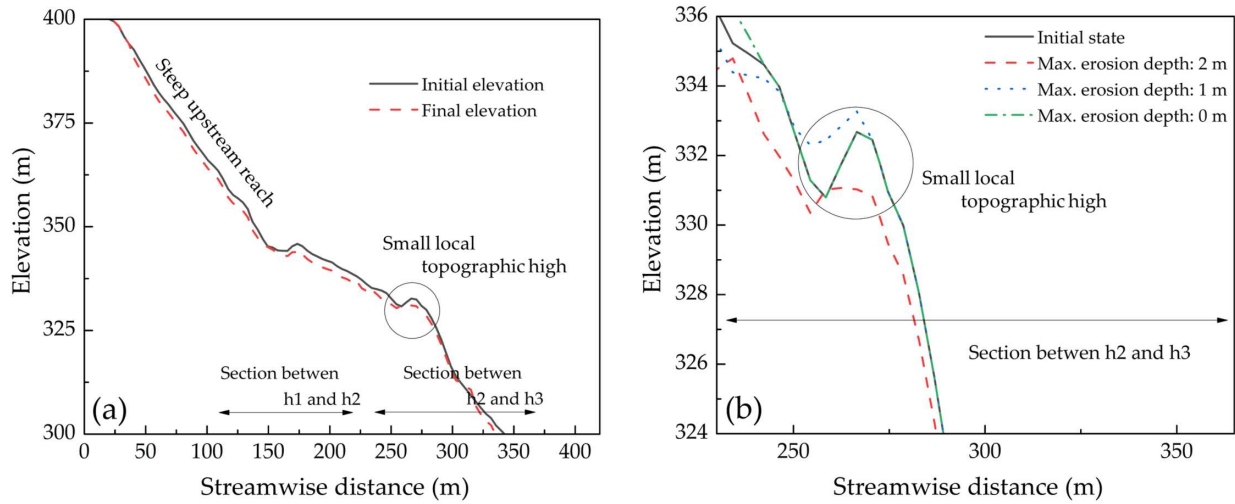 400
375
350
325
300
Elevation (m)
Steep upstream reach
Initial elevation
Final elevation
Small local
topographic high
Section betwen
h1 and h2
Section betwen
h2 and h3
(a)
0 50 100 150 200 250 300 350 400
Streamwise distance (m)
336
334
332
330
328
326
324
Elevation (m)
Initial state
Max. erosion depth: 2 m
Max. erosion depth: 1 m
Max. erosion depth: 0 m
Small local
topographic high
Section betwen h2 and h3
(b)
250 300 350
Streamwise distance (m)